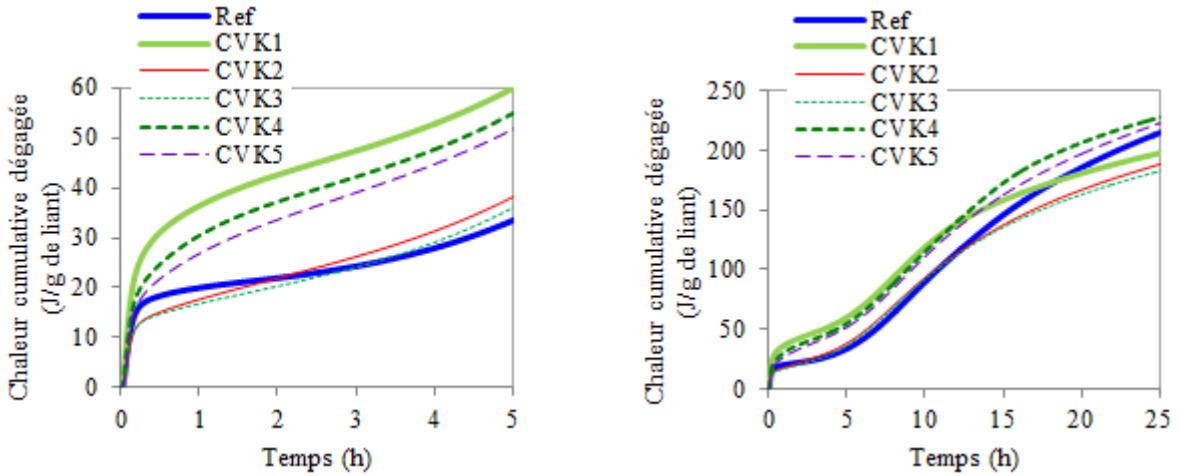 Ref
CVK1
CVK2
CVK3
CVK4
CVK5
Chaleur cumulative dégagée
(J/g de liant)
60
50
40
30
20
10
0
0 1 2 3 4 5
Temps (h)
Ref
CVK1
CVK2
CVK3
CVK4
CVK5
Chaleur cumulative dégagée
(J/g de liant)
250
200
150
100
50
0
0 5 10 15 20 25
Temps (h)